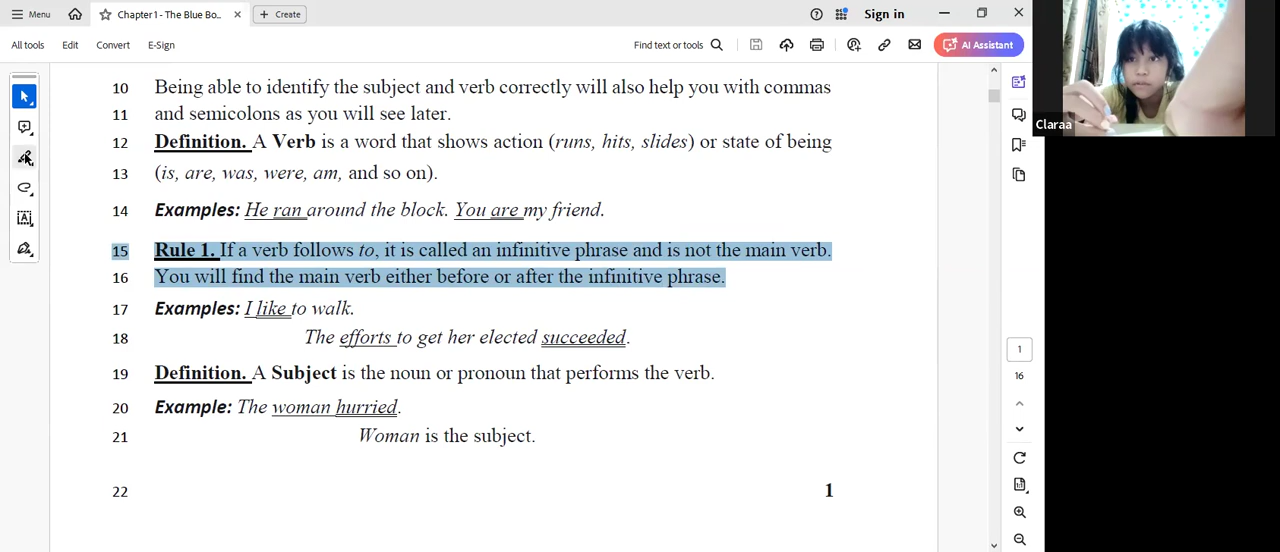 Menu Chapter 1 - The Blue Bo... Create Sign in
All tools Edit Convert E-Sign Find text or tools AI Assistant
10 Being able to identify the subject and verb correctly will also help you with commas
11 and semicolons as you will see later.
12 Definition. A Verb is a word that shows action (runs, hits, slides) or state of being
13 (is, are, was, were, am, and so on).
14 Examples: He ran around the block. You are my friend.
15 Rule 1. If a verb follows to, it is called an infinitive phrase and is not the main verb.
16 You will find the main verb either before or after the infinitive phrase.
17 Examples: I like to walk.
18 The efforts to get her elected succeeded.
19 Definition. A Subject is the noun or pronoun that performs the verb.
20 Example: The woman hurried.
21 Woman is the subject.
22 1
1
16
Claraa